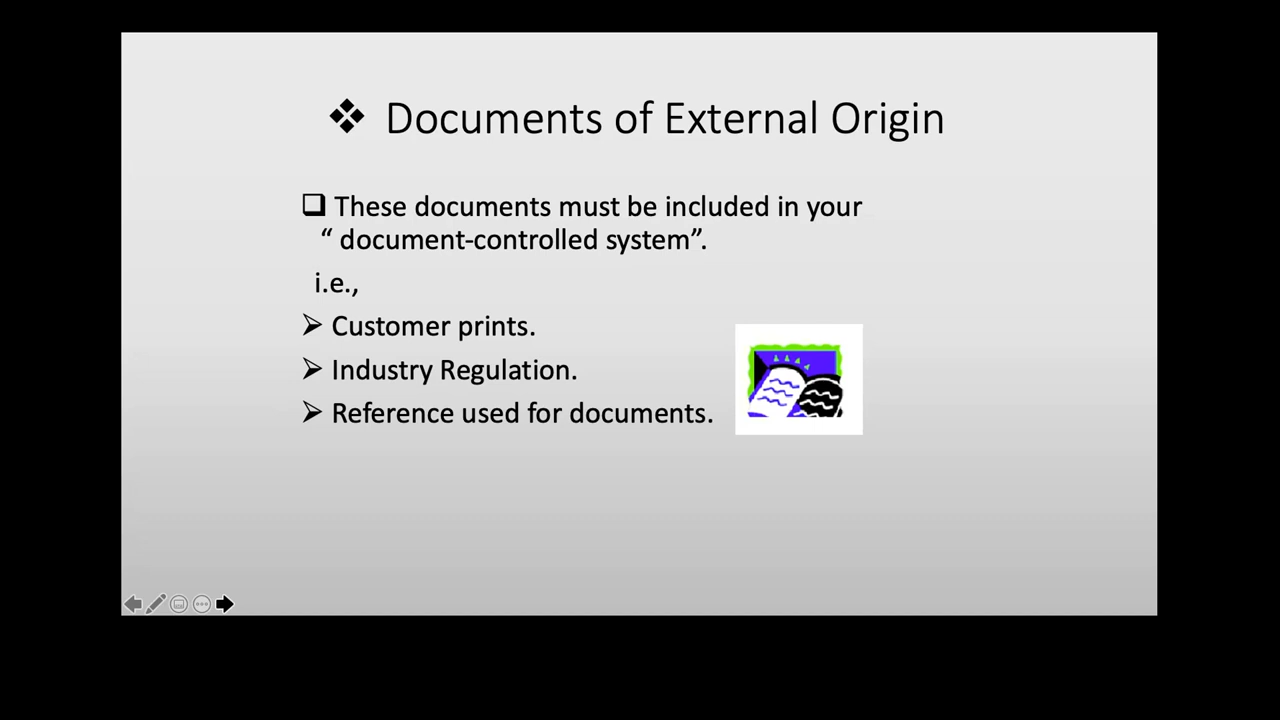 ❖ Documents of External Origin
❑ These documents must be included in your
“ document-controlled system”.
i.e.,
➢ Customer prints.
➢ Industry Regulation.
➢ Reference used for documents.